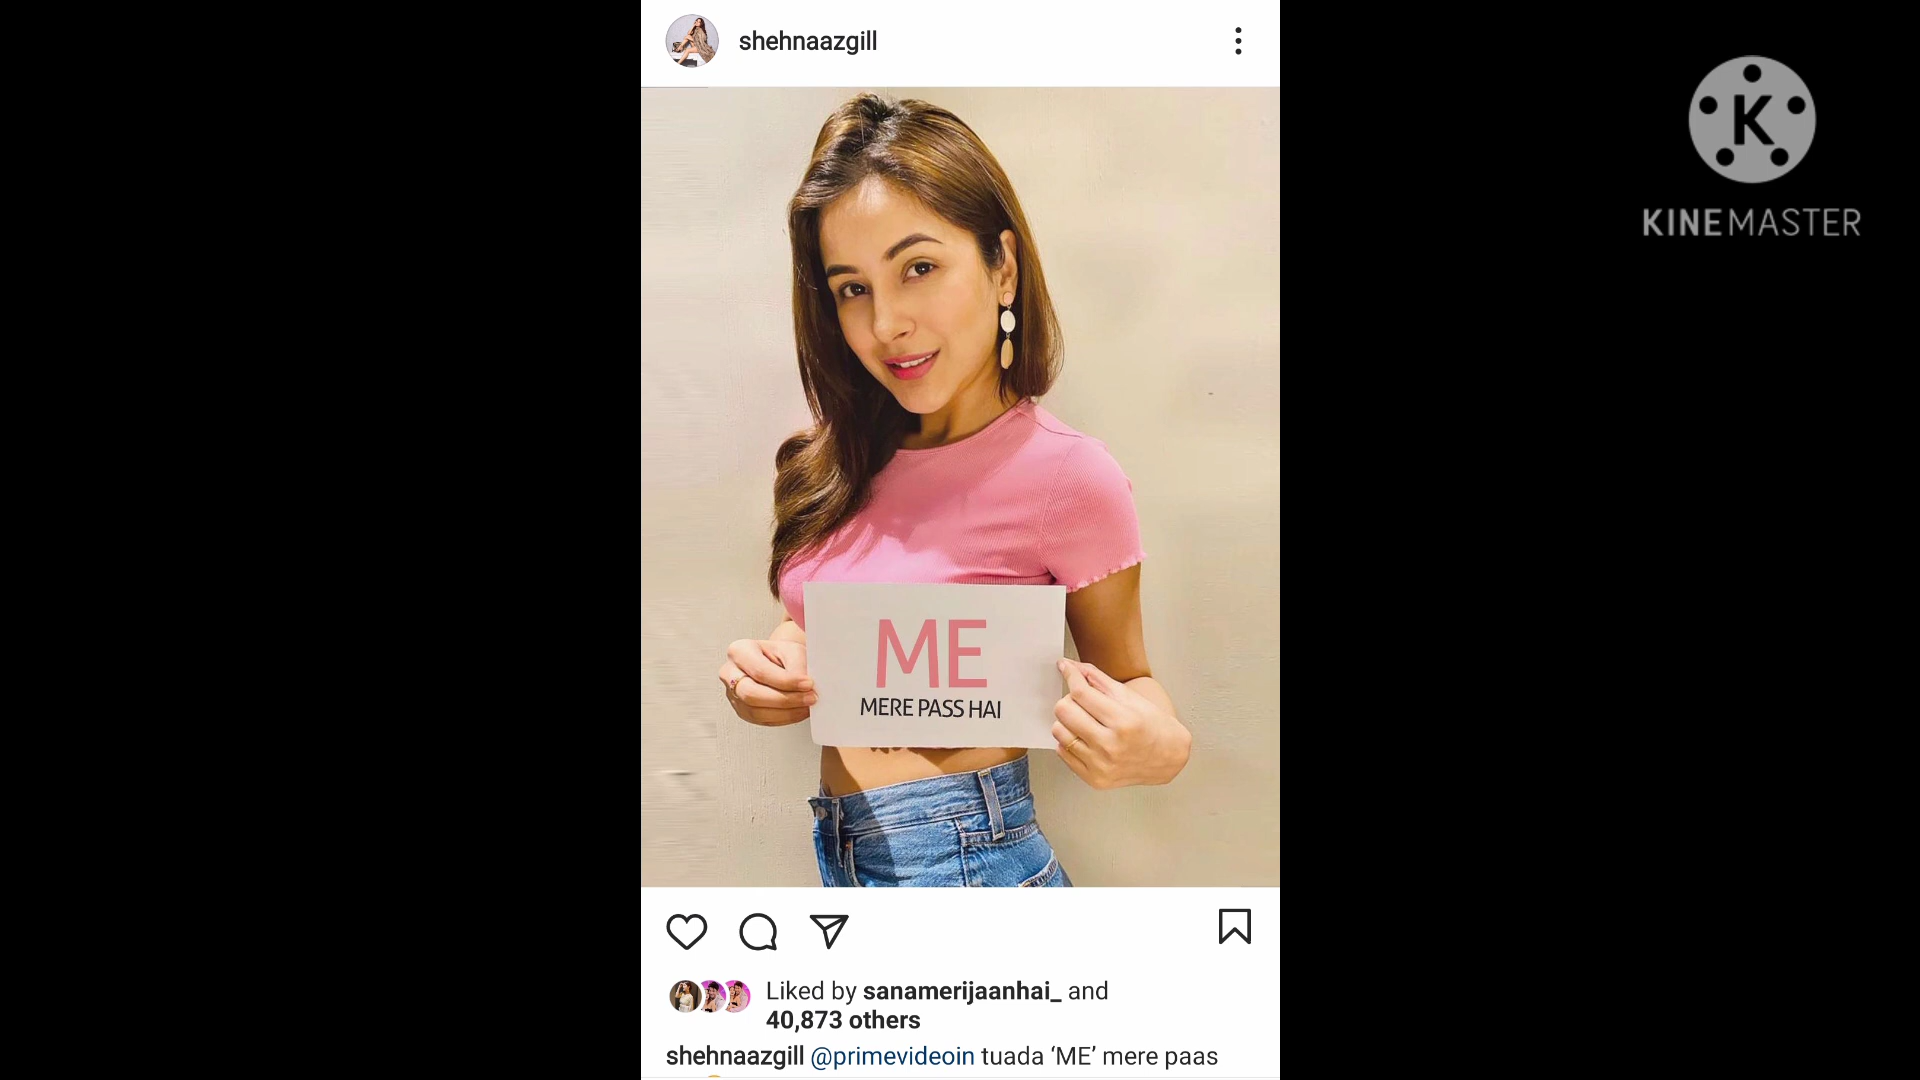 shehnaazgill
K
KINEMASTER
ME
MERE PASS HAI
Liked by sanamerijaanhai_ and
40,873 others
shehnaazgill @primevideoin tuada ‘ME’ mere paas